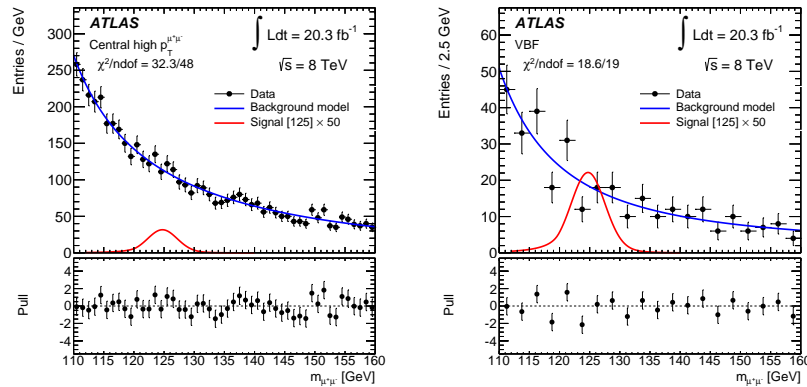 ATLAS
Central high p_T^{μ+μ-}
χ²/ndof = 32.3/48
∫ Ldt = 20.3 fb⁻¹
√s = 8 TeV
Data
Background model
Signal [125] × 50
Entries / GeV
300
250
200
150
100
50
Pull
4
2
0
-2
-4
110 115 120 125 130 135 140 145 150 155 160
m_{μ+μ-} [GeV]
ATLAS
VBF
χ²/ndof = 18.6/19
∫ Ldt = 20.3 fb⁻¹
√s = 8 TeV
Data
Background model
Signal [125] × 50
Entries / 2.5 GeV
80
70
60
50
40
30
20
10
0
Pull
4
2
0
-2
-4
110 115 120 125 130 135 140 145 150 155 160
m_{μ+μ-} [GeV]